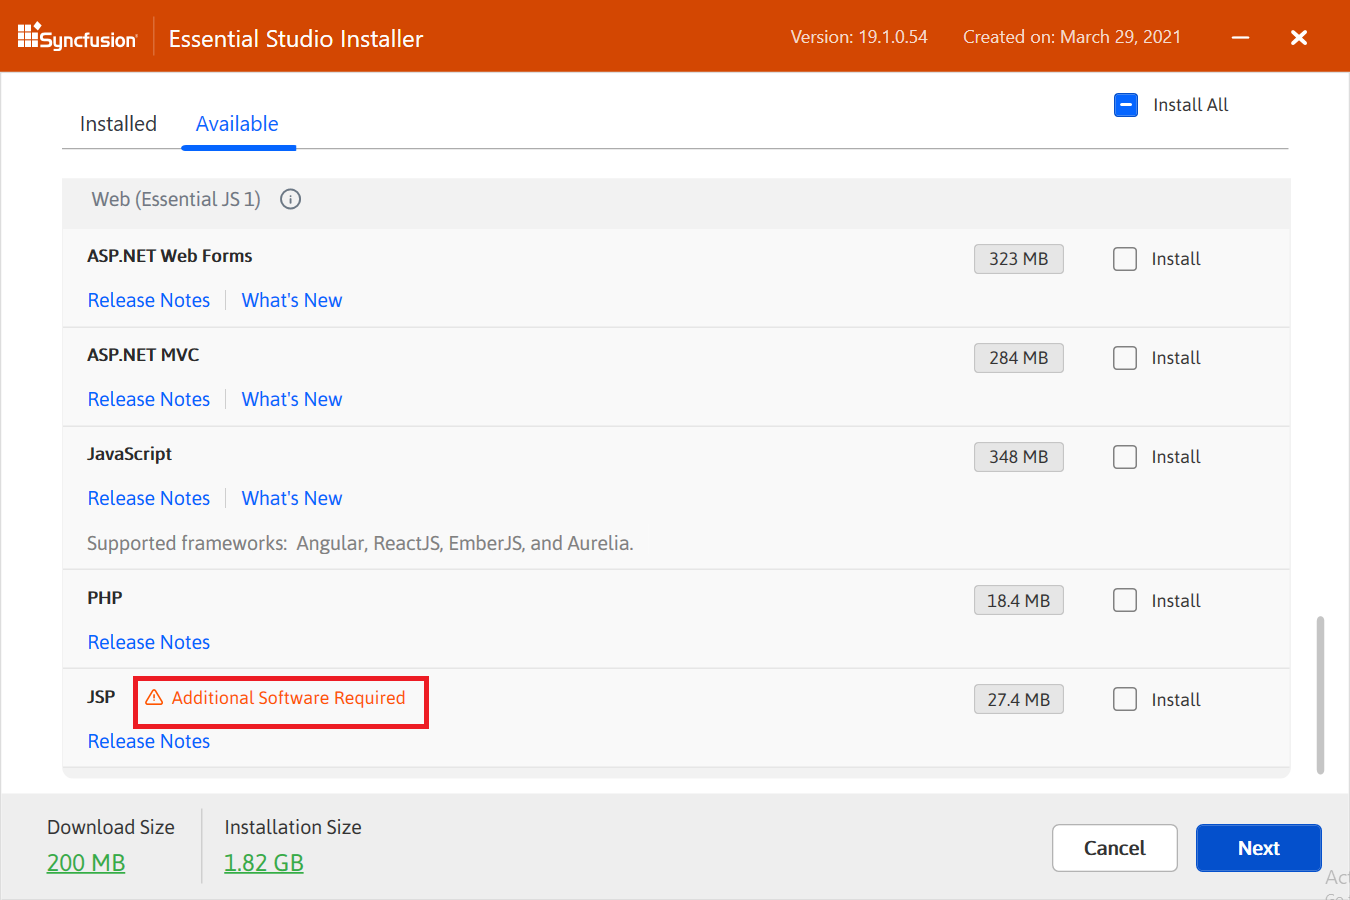 Syncfusion Essential Studio Installer Version: 19.1.0.54 Created on: March 29, 2021
Installed Available Install All
Web (Essential JS 1)
ASP.NET Web Forms 323 MB Install
Release Notes What's New
ASP.NET MVC 284 MB Install
Release Notes What's New
JavaScript 348 MB Install
Release Notes What's New
Supported frameworks: Angular, ReactJS, EmberJS, and Aurelia.
PHP 18.4 MB Install
Release Notes
JSP Additional Software Required 27.4 MB Install
Release Notes
Download Size Installation Size
200 MB 1.82 GB
Cancel Next